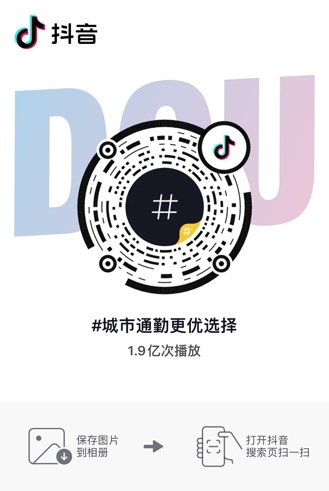 抖音
DOU
#
#
#城市通勤更优选择
1.9亿次播放
保存图片
到相册
打开抖音
搜索页扫一扫